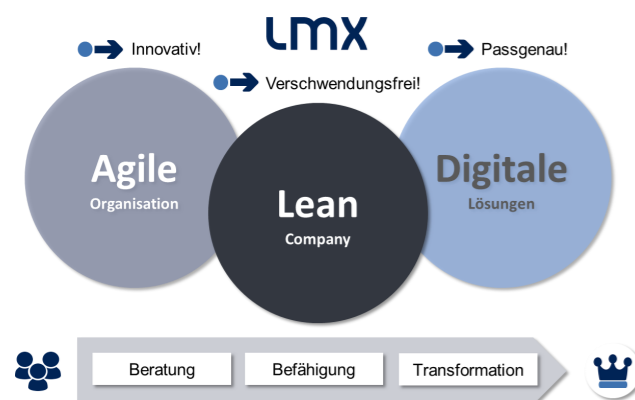 LMX
Innovativ!
Passgenau!
Verschwendungsfrei!
Agile
Organisation
Lean
Company
Digitale
Lösungen
Beratung
Befähigung
Transformation